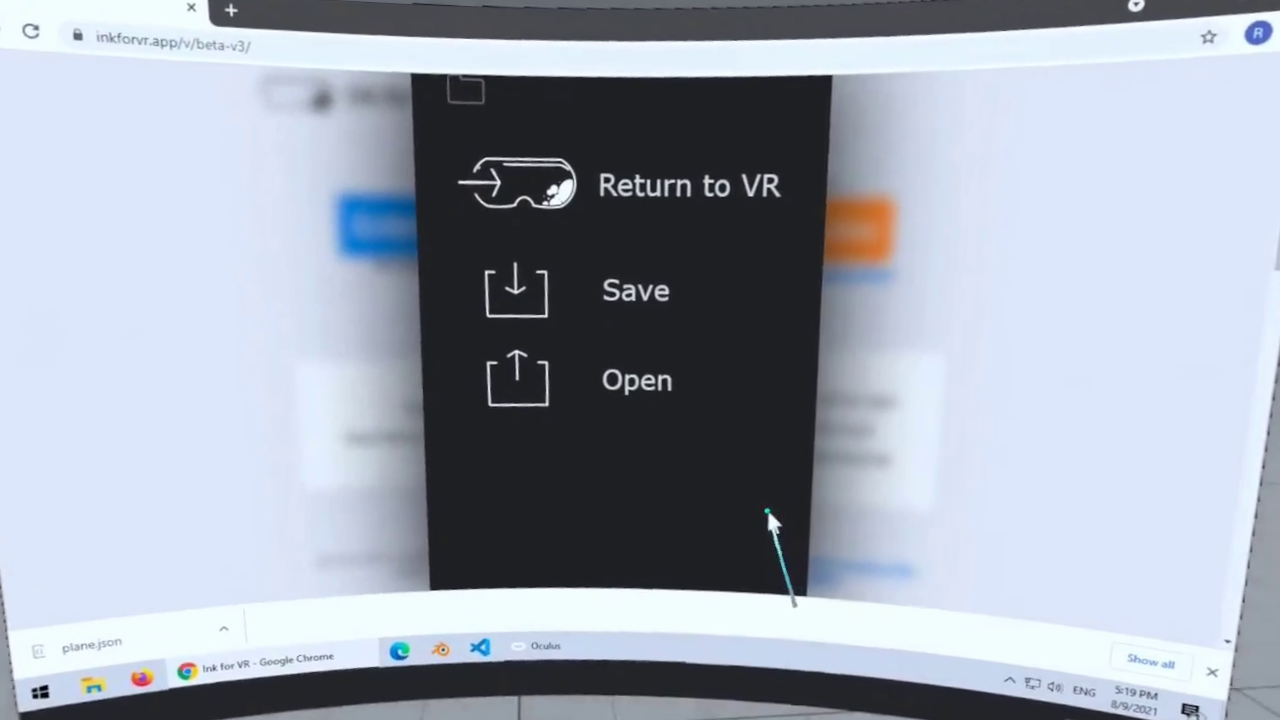 inkforvr.app/v/beta-v3/
R
Return to VR
Save
Open
plane.json
Show all
Ink for VR - Google Chrome
Oculus
ENG
5:19 PM
8/9/2021